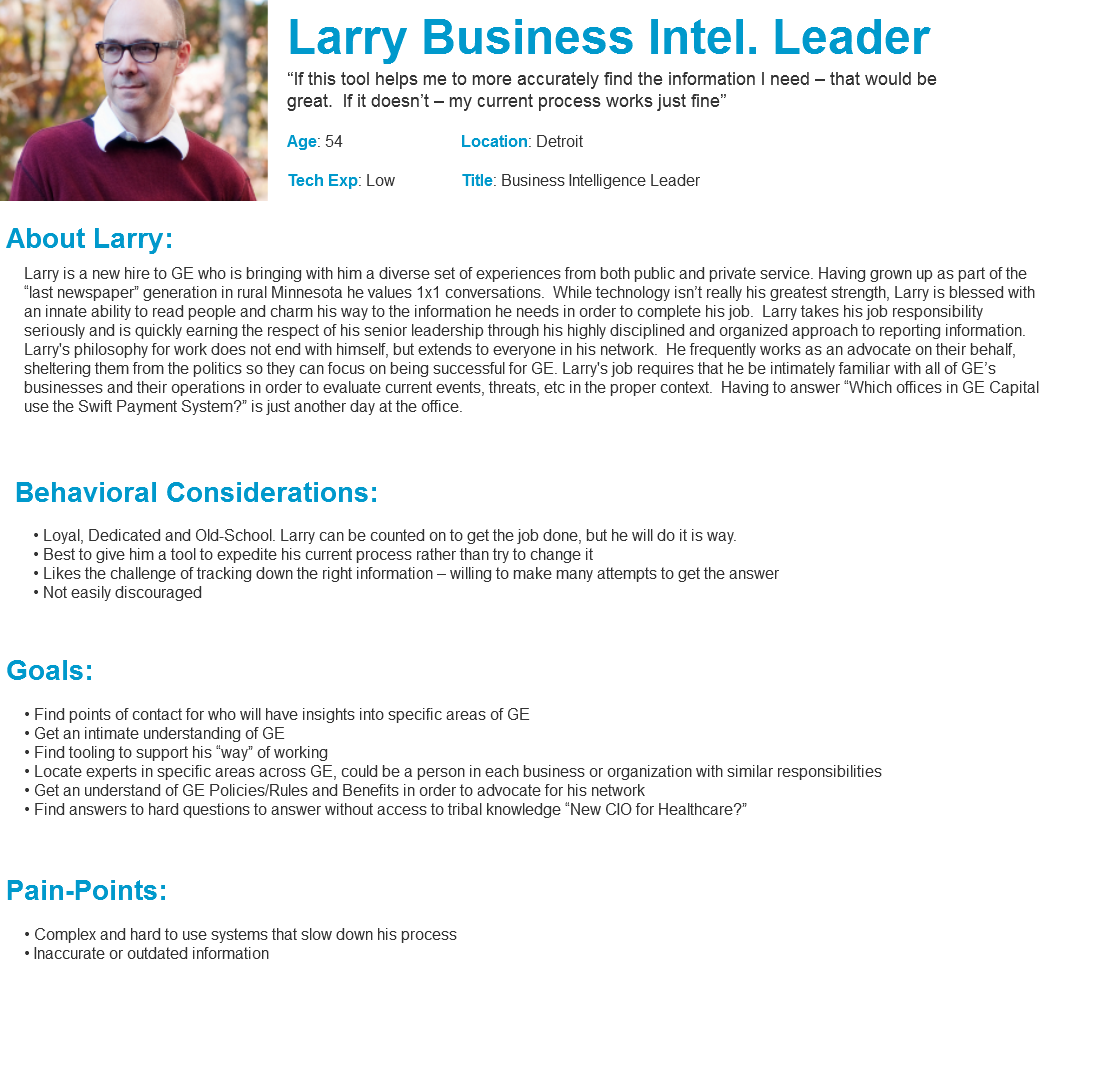 Larry Business Intel. Leader
“If this tool helps me to more accurately find the information I need – that would be
great.  If it doesn’t – my current process works just fine”
Age: 54 Location: Detroit
Tech Exp: Low Title: Business Intelligence Leader
About Larry:
Larry is a new hire to GE who is bringing with him a diverse set of experiences from both public and private service. Having grown up as part of the
“last newspaper” generation in rural Minnesota he values 1x1 conversations.  While technology isn’t really his greatest strength, Larry is blessed with
an innate ability to read people and charm his way to the information he needs in order to complete his job.  Larry takes his job responsibility
seriously and is quickly earning the respect of his senior leadership through his highly disciplined and organized approach to reporting information.
Larry's philosophy for work does not end with himself, but extends to everyone in his network.  He frequently works as an advocate on their behalf,
sheltering them from the politics so they can focus on being successful for GE. Larry's job requires that he be intimately familiar with all of GE’s
businesses and their operations in order to evaluate current events, threats, etc in the proper context.  Having to answer “Which offices in GE Capital
use the Swift Payment System?” is just another day at the office.
Behavioral Considerations:
• Loyal, Dedicated and Old-School. Larry can be counted on to get the job done, but he will do it is way.
• Best to give him a tool to expedite his current process rather than try to change it
• Likes the challenge of tracking down the right information – willing to make many attempts to get the answer
• Not easily discouraged
Goals:
• Find points of contact for who will have insights into specific areas of GE
• Get an intimate understanding of GE
• Find tooling to support his “way” of working
• Locate experts in specific areas across GE, could be a person in each business or organization with similar responsibilities
• Get an understand of GE Policies/Rules and Benefits in order to advocate for his network
• Find answers to hard questions to answer without access to tribal knowledge “New CIO for Healthcare?”
Pain-Points:
• Complex and hard to use systems that slow down his process
• Inaccurate or outdated information